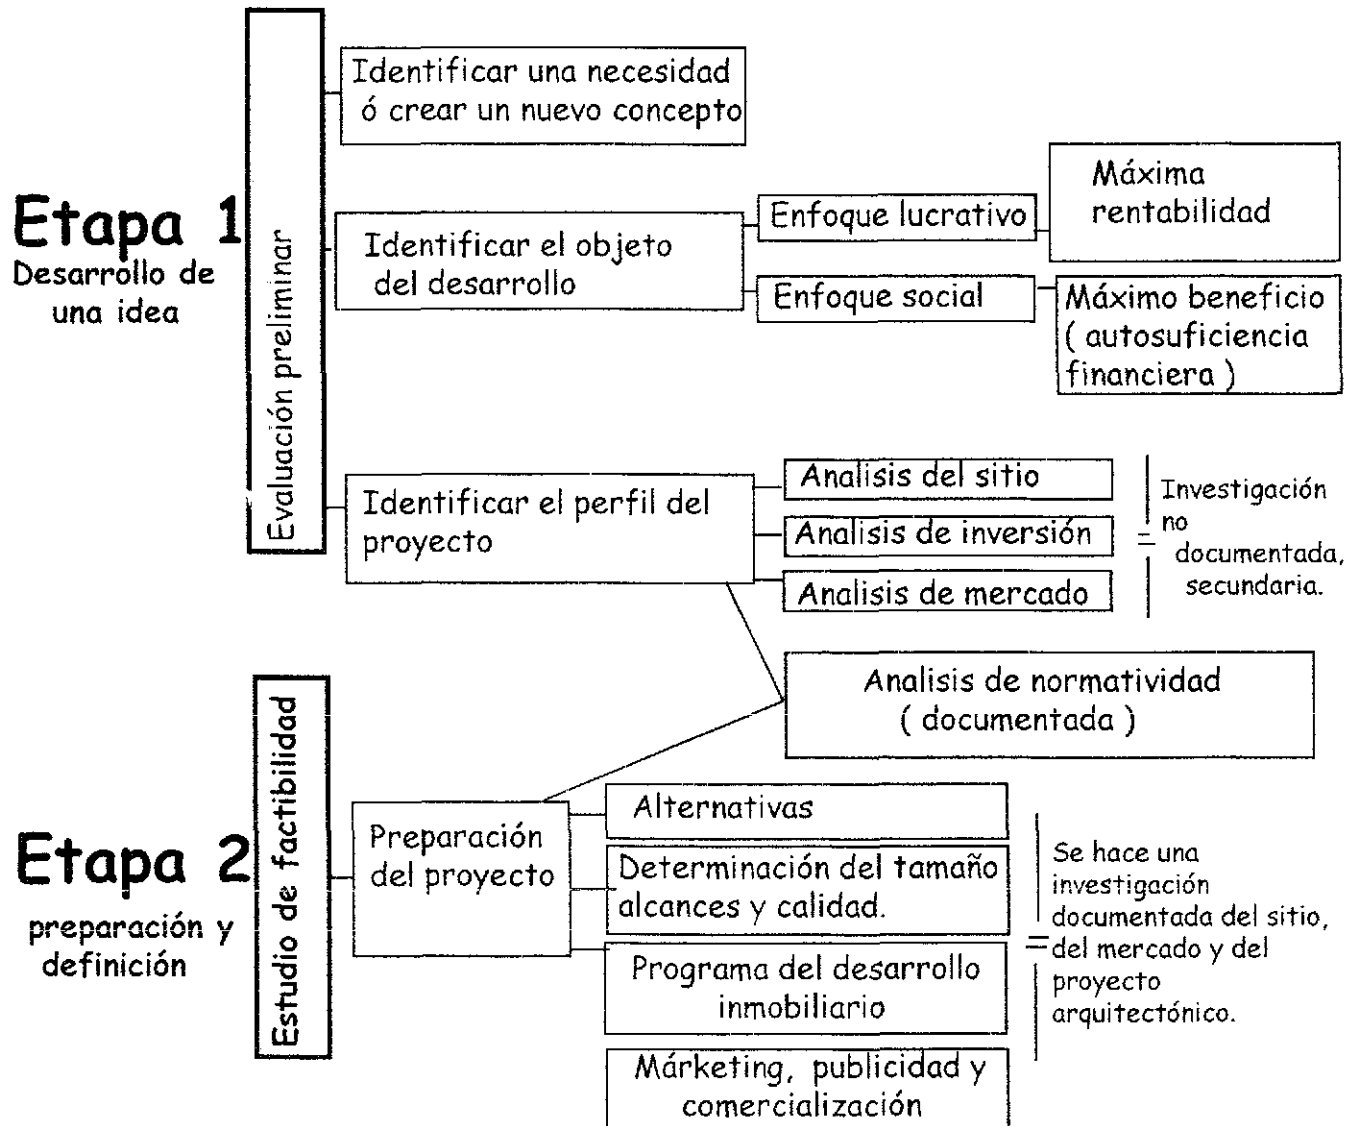 Etapa 1
Desarrollo de
una idea
Evaluación preliminar
Identificar una necesidad
ó crear un nuevo concepto
Identificar el objeto
del desarrollo
Enfoque lucrativo
Máxima
rentabilidad
Enfoque social
Máximo beneficio
( autosuficiencia
financiera )
Identificar el perfil del
proyecto
Analisis del sitio
Analisis de inversión
Analisis de mercado
=
Investigación
no
documentada,
secundaria.
Analisis de normatividad
( documentada )
Etapa 2
preparación y
definición
Estudio de factibilidad
Preparación
del proyecto
Alternativas
Determinación del tamaño
alcances y calidad.
Programa del desarrollo
inmobiliario
Márketing, publicidad y
comercialización
=
Se hace una
investigación
documentada del sitio,
del mercado y del
proyecto
arquitectónico.